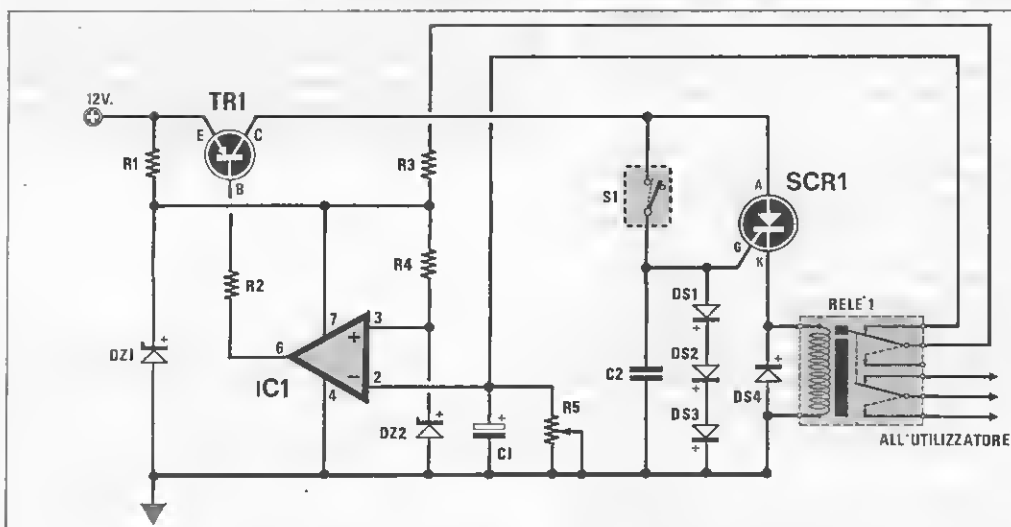 12V.
TR1
E
C
B
R1
R3
S1
A
SCR1
G
K
R2
R4
DS1
RELE'1
7
3
6
+
DZ1
+
-
IC1
4
2
DS2
C2
DS3
DS4
R5
DZ2
C1
ALL'UTILIZZATORE